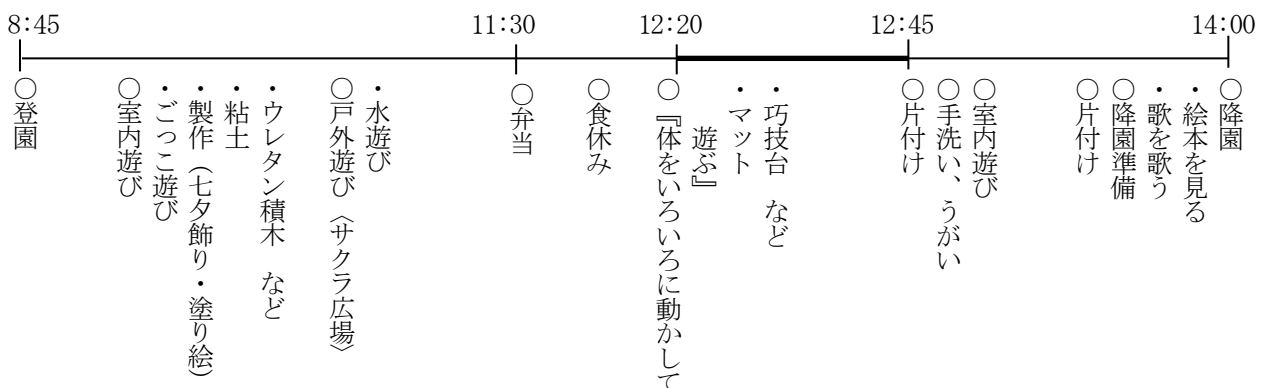 8:45
11:30
12:20
12:45
14:00
○登園
○室内遊び
・ごっこ遊び
・製作（七夕飾り・塗り絵）
・粘土
・ウレタン積木　など
○戸外遊び〈サクラ広場〉
・水遊び
○弁当
○食休み
○『体をいろいろに動かして
遊ぶ』
・マット
・巧技台　など
○片付け
○手洗い、うがい
○室内遊び
○片付け
○降園準備
・歌を歌う
・絵本を見る
○降園